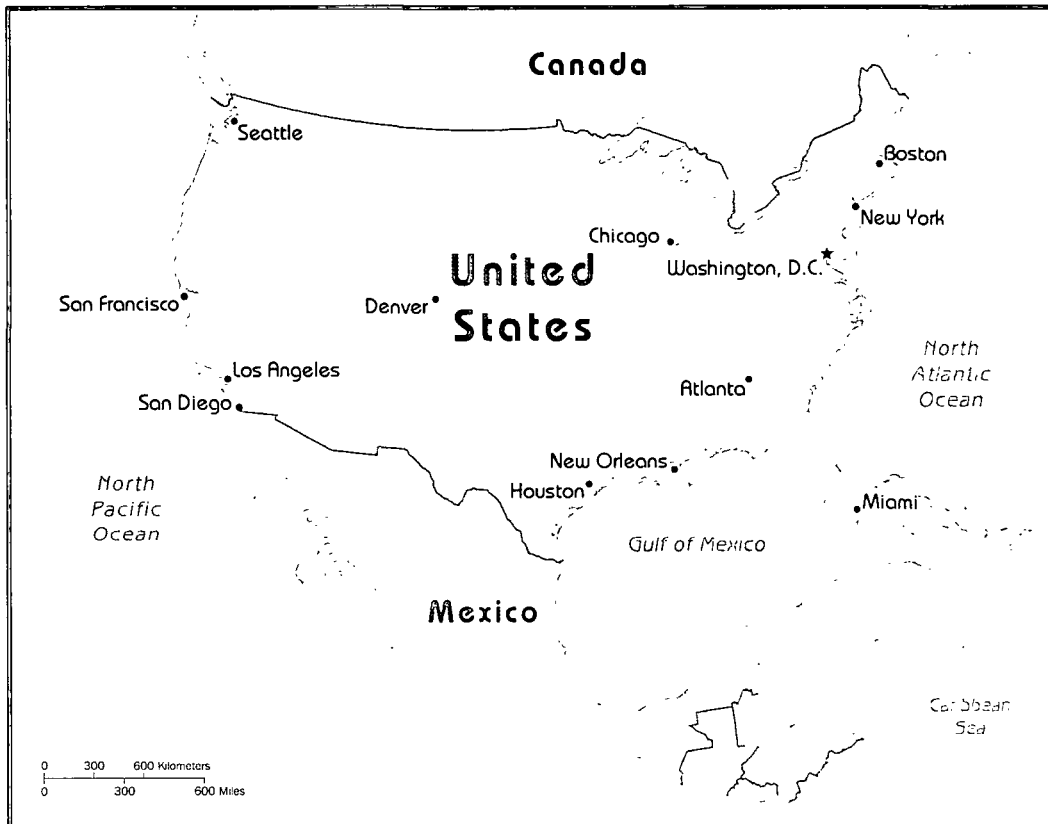 Canada
Seattle
Boston
New York
Chicago
Washington, D.C.
United
States
San Francisco
Denver
Los Angeles
North
Atlantic
Ocean
Atlanta
San Diego
New Orleans
Houston
North
Pacific
Ocean
Miami
Gulf of Mexico
Mexico
Sea
0 300 600 Kilometers
0 300 600 Miles